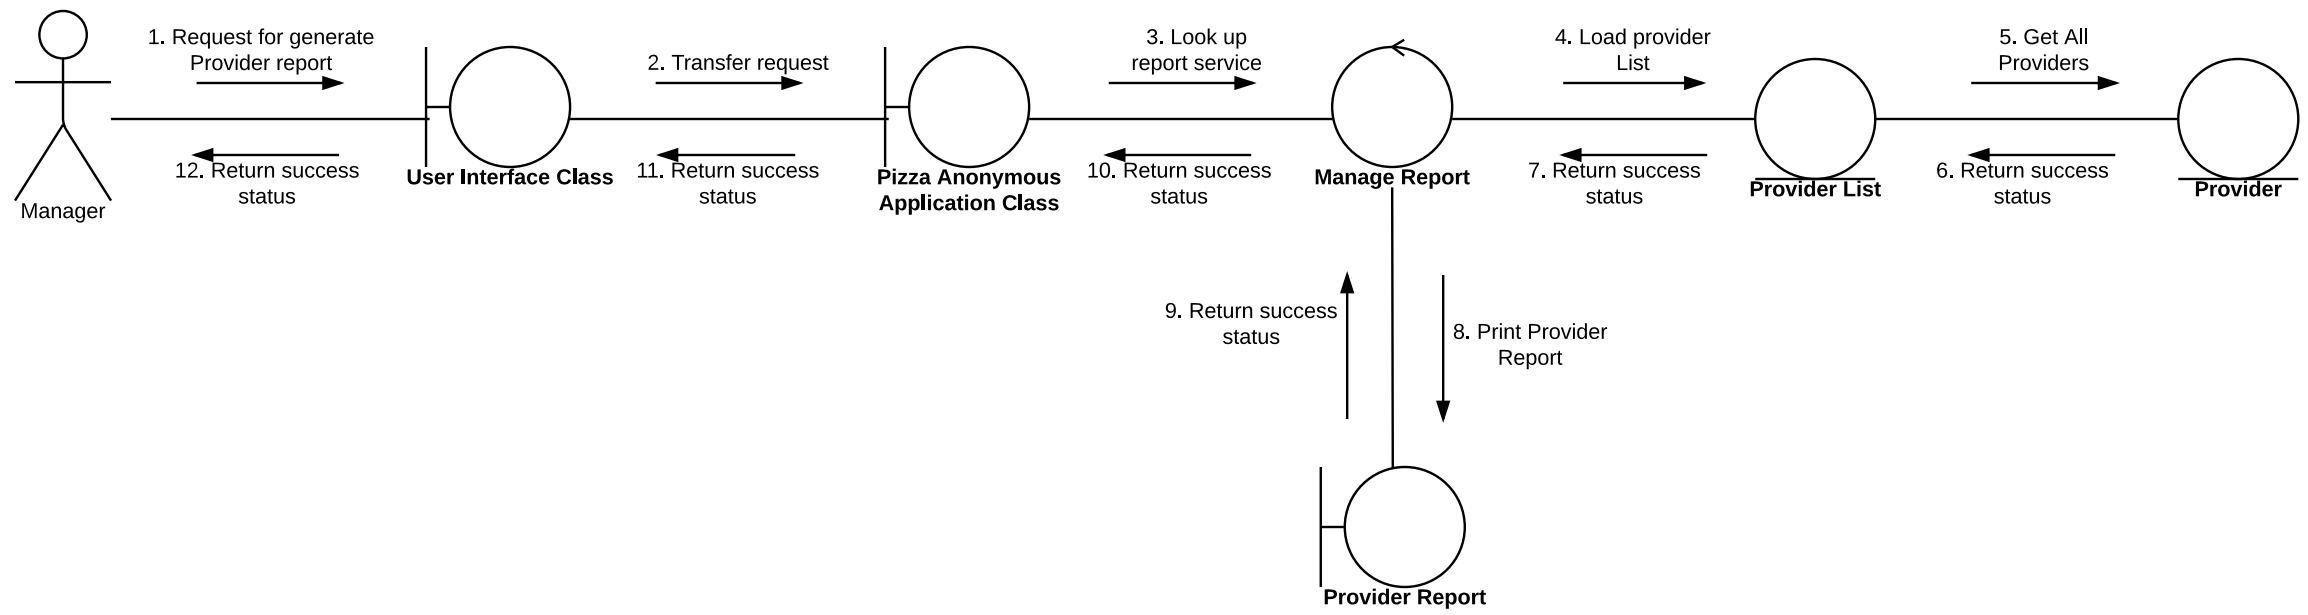 1. Request for generate
Provider report
2. Transfer request
3. Look up
report service
4. Load provider
List
5. Get All
Providers
12. Return success
status
11. Return success
status
10. Return success
status
7. Return success
status
6. Return success
status
Manager
User Interface Class
Pizza Anonymous
Application Class
Manage Report
Provider List
Provider
9. Return success
status
8. Print Provider
Report
Provider Report